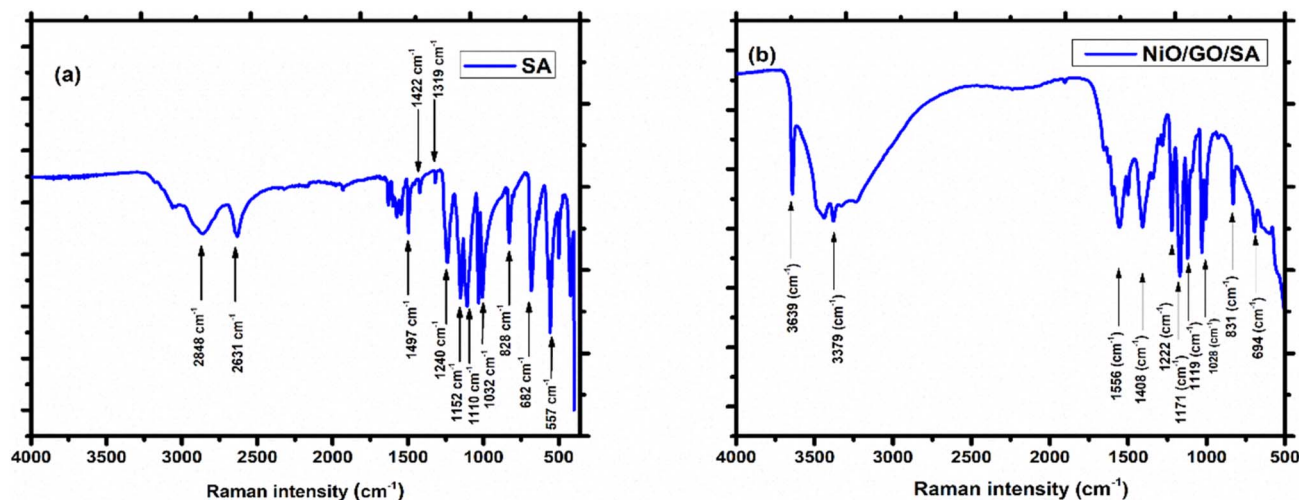 (a)
SA
1422 cm⁻¹
1319 cm⁻¹
2848 cm⁻¹
2631 cm⁻¹
1497 cm⁻¹
1240 cm⁻¹
1152 cm⁻¹
1110 cm⁻¹
1032 cm⁻¹
828 cm⁻¹
682 cm⁻¹
557 cm⁻¹
4000 3500 3000 2500 2000 1500 1000 500
Raman intensity (cm⁻¹)
(b)
NiO/GO/SA
3639 (cm⁻¹)
3379 (cm⁻¹)
1556 (cm⁻¹)
1408 (cm⁻¹)
1222 (cm⁻¹)
1171 (cm⁻¹)
1119 (cm⁻¹)
1028 (cm⁻¹)
831 (cm⁻¹)
694 (cm⁻¹)
4000 3500 3000 2500 2000 1500 1000 500
Raman intensity (cm⁻¹)